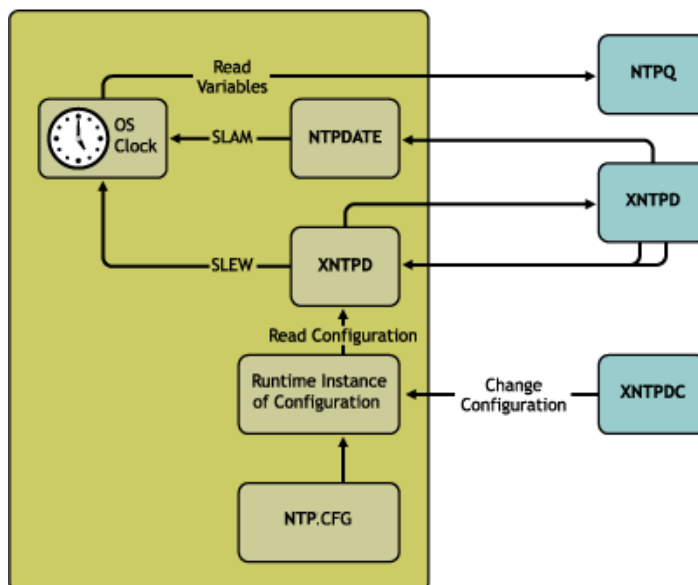 Read
Variables
NTPQ
OS
Clock
SLAM
NTPDATE
XNTPD
SLEW
XNTPD
Read Configuration
Runtime Instance
of Configuration
Change
Configuration
XNTPDC
NTP.CFG